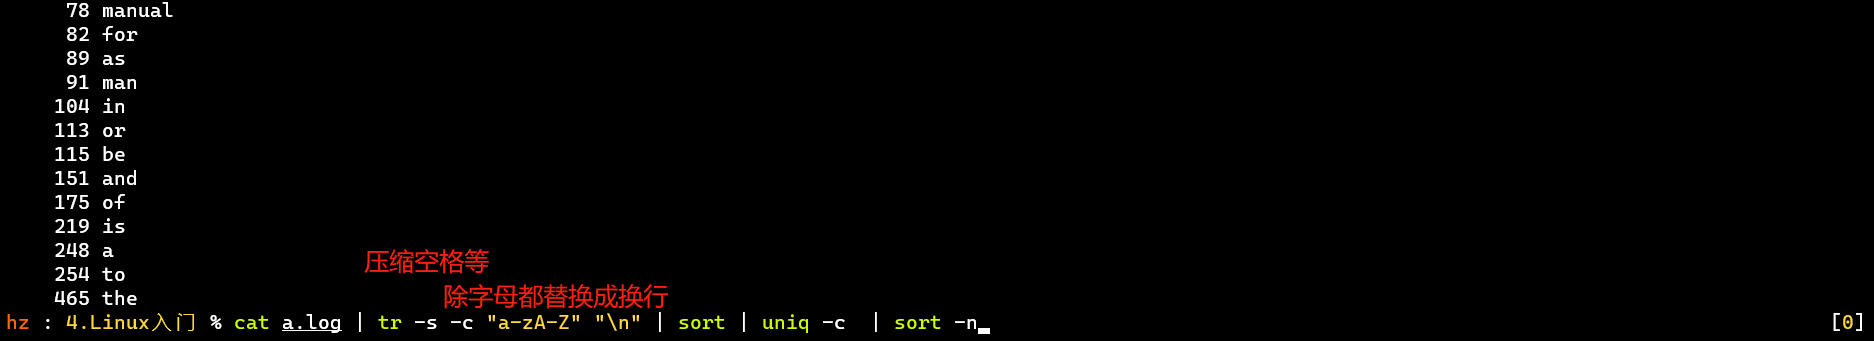 78 manual
82 for
89 as
91 man
104 in
113 or
115 be
151 and
175 of
219 is
248 a
压缩空格等
254 to
除字母都替换成换行
465 the
hz : 4.Linux入门 % cat a.log | tr -s -c "a-zA-Z" "\n" | sort | uniq -c  | sort -n [0]